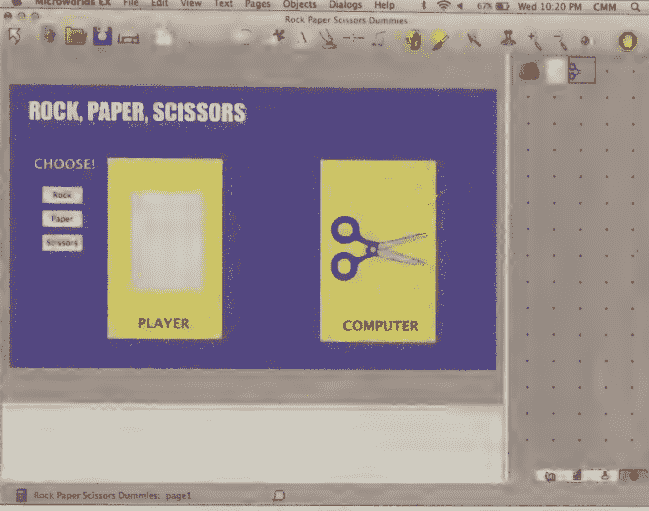 Microworlds EX File Edit View Text Pages Objects Dialogs Help 67% Wed 10:20 PM CMM
Rock Paper Scissors Dummies
ROCK, PAPER, SCISSORS
CHOOSE!
Rock
Paper
Scissors
PLAYER
COMPUTER
Rock Paper Scissors Dummies: page1